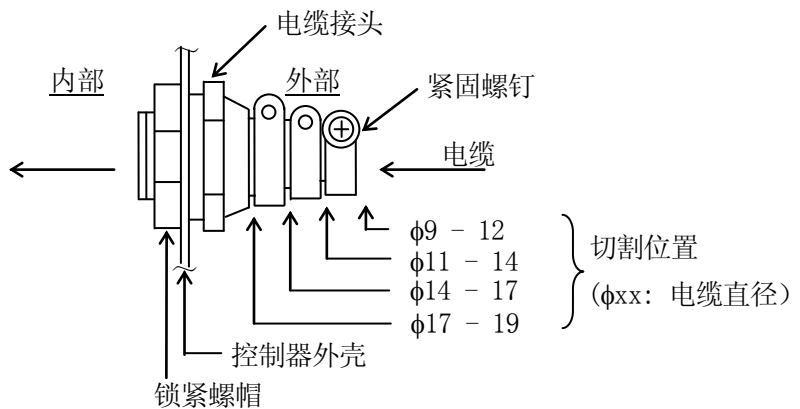 电缆接头
内部
外部
紧固螺钉
电缆
ϕ9 - 12
ϕ11 - 14
ϕ14 - 17
ϕ17 - 19
切割位置
(ϕxx: 电缆直径)
控制器外壳
锁紧螺帽